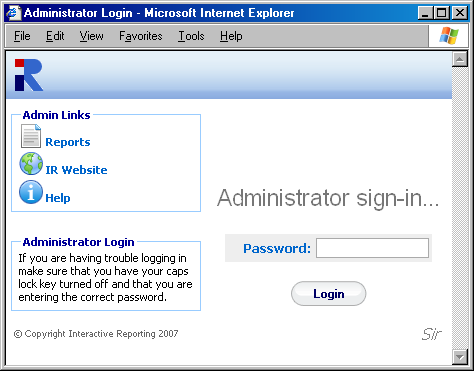 Administrator Login - Microsoft Internet Explorer
File Edit View Favorites Tools Help
iR
Admin Links
Reports
IR Website
Help
Administrator sign-in...
Administrator Login
If you are having trouble logging in
make sure that you have your caps
lock key turned off and that you are
entering the correct password.
Password:
Login
© Copyright Interactive Reporting 2007
Sir